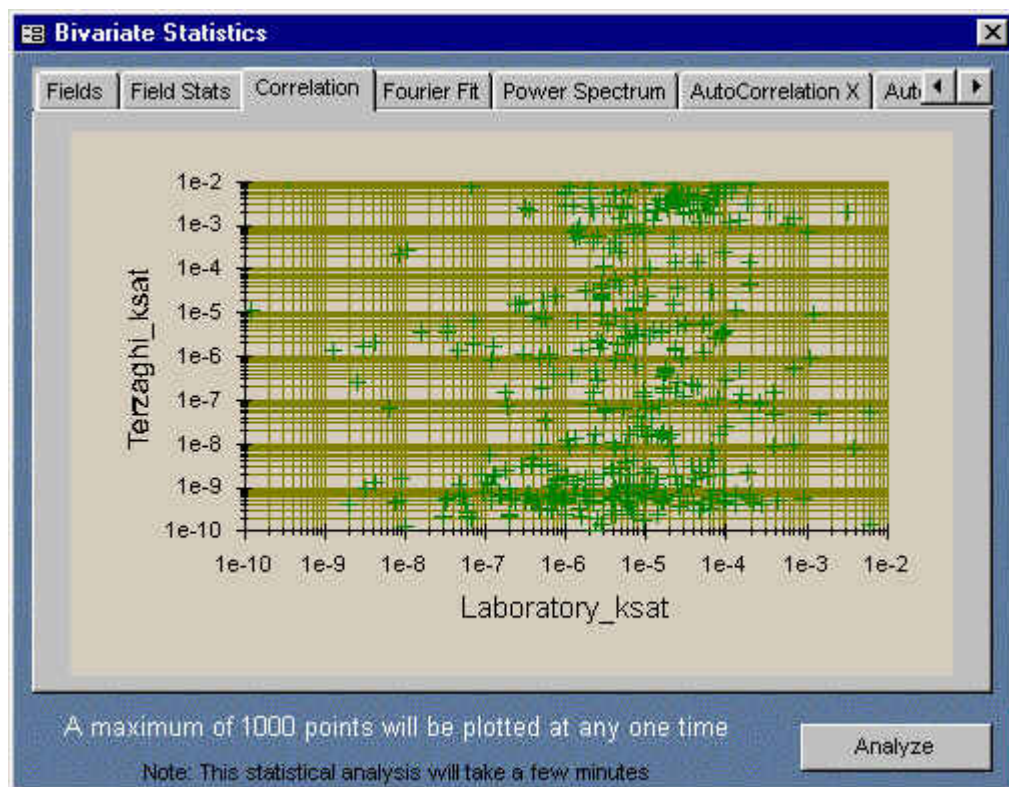 Bivariate Statistics
Fields
Field Stats
Correlation
Fourier Fit
Power Spectrum
AutoCorrelation X
Aut
1e-2
1e-3
1e-4
1e-5
1e-6
1e-7
1e-8
1e-9
1e-10
Terzaghi_ksat
1e-10 1e-9 1e-8 1e-7 1e-6 1e-5 1e-4 1e-3 1e-2
Laboratory_ksat
A maximum of 1000 points will be plotted at any one time
Analyze
Note: This statistical analysis will take a few minutes